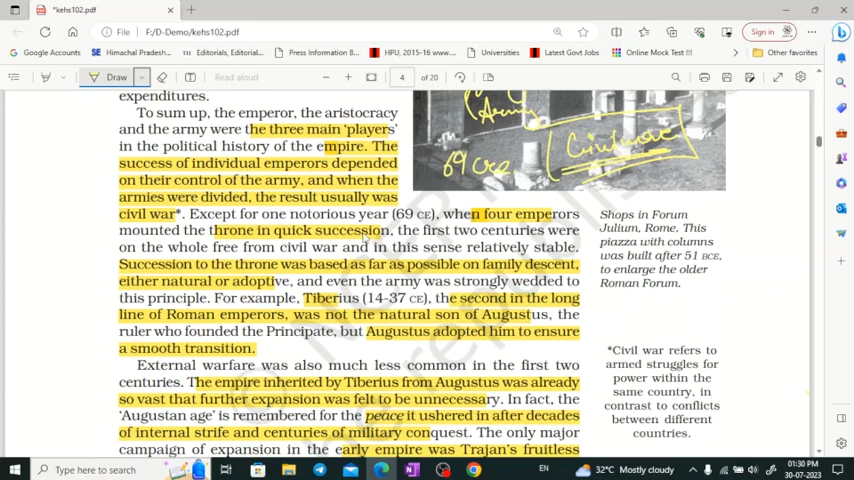 *kehs102.pdf
File
F:/D-Demo/kehs102.pdf
Sign in
Google Accounts
Himachal Pradesh...
Editorials, Editorial...
Press Information B...
HPU, 2015-16 www....
Universities
Latest Govt Jobs
Online Mock Test !!!
Other favorites
Draw
Read aloud
4
of 20
expenditures.
To sum up, the emperor, the aristocracy
and the army were the three main ‘players’
in the political history of the empire. The
success of individual emperors depended
on their control of the army, and when the
armies were divided, the result usually was
civil war*. Except for one notorious year (69 CE), when four emperors
mounted the throne in quick succession, the first two centuries were
on the whole free from civil war and in this sense relatively stable.
Succession to the throne was based as far as possible on family descent,
either natural or adoptive, and even the army was strongly wedded to
this principle. For example, Tiberius (14-37 CE), the second in the long
line of Roman emperors, was not the natural son of Augustus, the
ruler who founded the Principate, but Augustus adopted him to ensure
a smooth transition.
External warfare was also much less common in the first two
centuries. The empire inherited by Tiberius from Augustus was already
so vast that further expansion was felt to be unnecessary. In fact, the
‘Augustan age’ is remembered for the peace it ushered in after decades
of internal strife and centuries of military conquest. The only major
campaign of expansion in the early empire was Trajan’s fruitless
Army
Civil war
69 CE
Shops in Forum
Julium, Rome. This
piazza with columns
was built after 51 BCE,
to enlarge the older
Roman Forum.
*Civil war refers to
armed struggles for
power within the
same country, in
contrast to conflicts
between different
countries.
© NCERT
be republi
Type here to search
EN
32°C Mostly cloudy
01:30 PM
30-07-2023